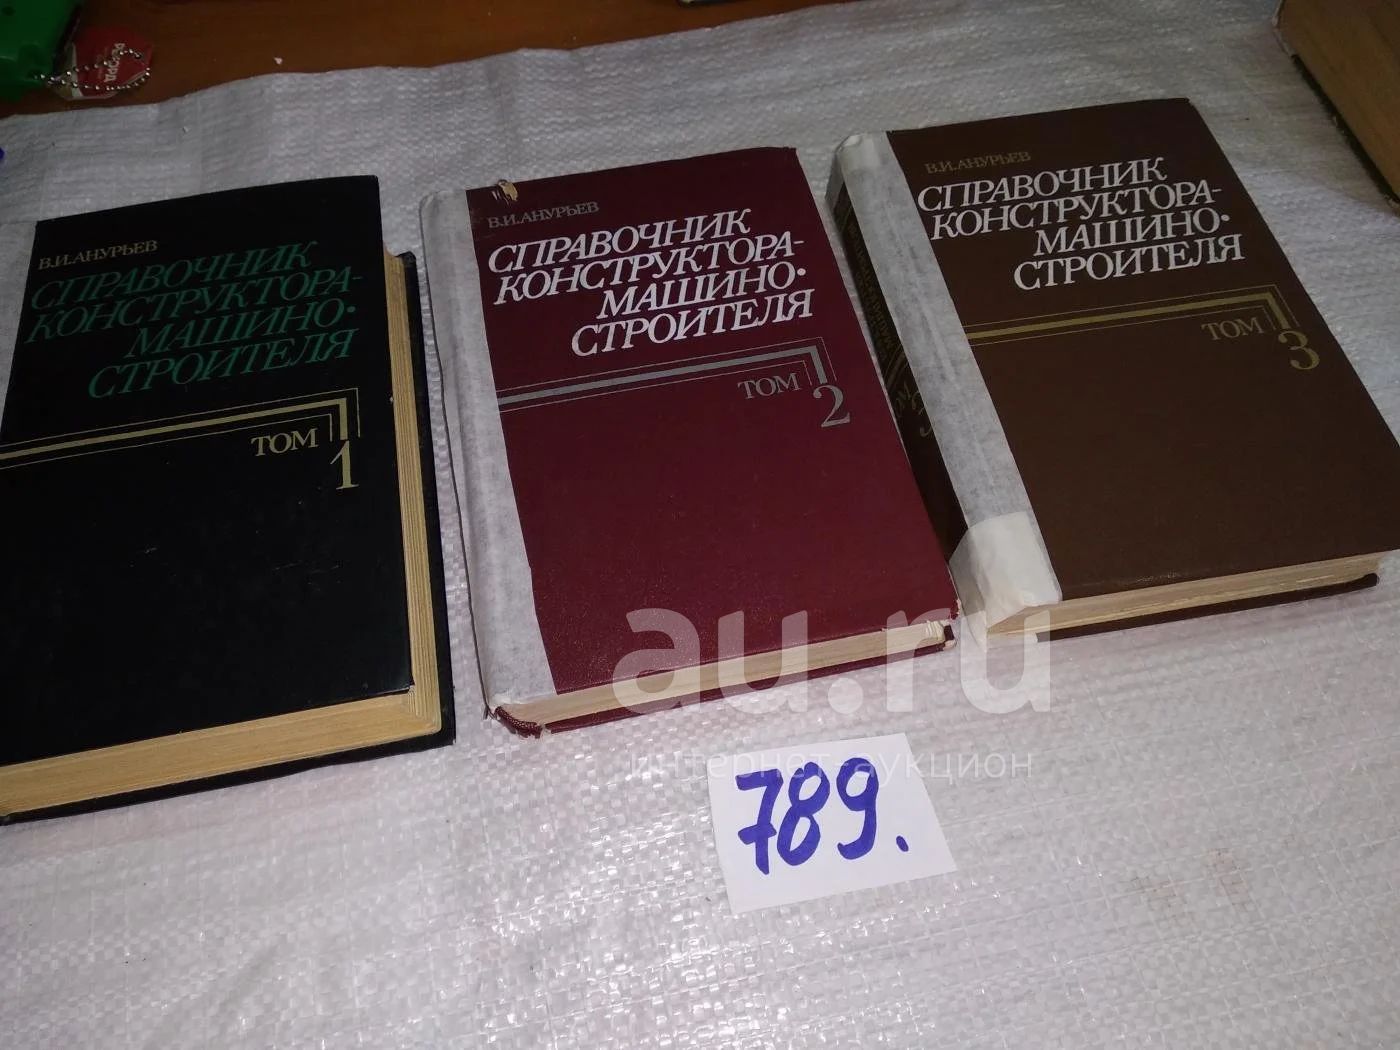 В.И.АНУРЬЕВ
СПРАВОЧНИК
КОНСТРУКТОРА-
МАШИНО-
СТРОИТЕЛЯ
ТОМ 1
В.И.АНУРЬЕВ
СПРАВОЧНИК
КОНСТРУКТОРА-
МАШИНО-
СТРОИТЕЛЯ
ТОМ 2
В.И.АНУРЬЕВ
СПРАВОЧНИК
КОНСТРУКТОРА-
МАШИНО-
СТРОИТЕЛЯ
ТОМ 3
au.ru
интернет-аукцион
789.